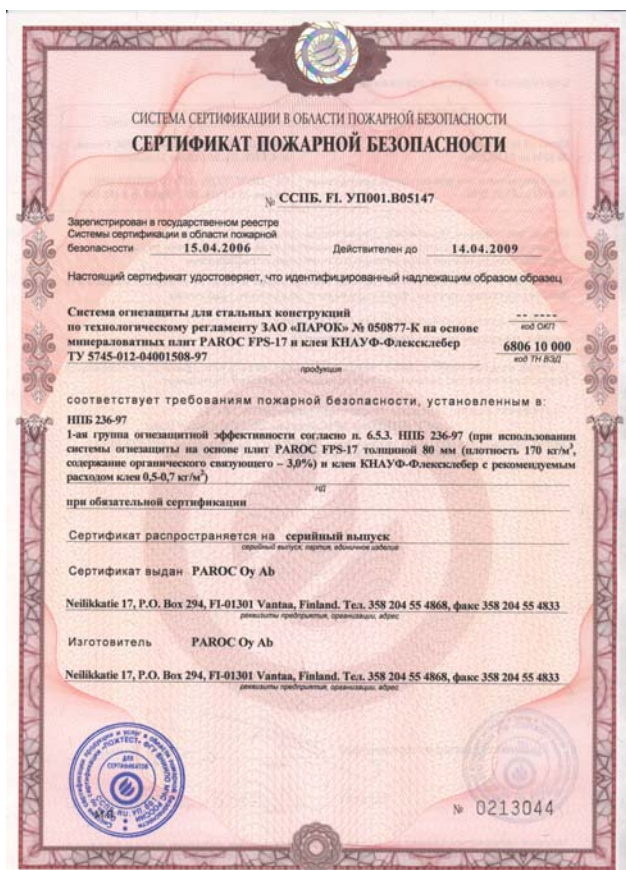 СИСТЕМА СЕРТИФИКАЦИИ В ОБЛАСТИ ПОЖАРНОЙ БЕЗОПАСНОСТИ
СЕРТИФИКАТ ПОЖАРНОЙ БЕЗОПАСНОСТИ
№ ССПБ. FI. УП001.В05147
Зарегистрирован в государственном реестре
Системы сертификации в области пожарной
безопасности 15.04.2006 Действителен до 14.04.2009
Настоящий сертификат удостоверяет, что идентифицированный надлежащим образом образец
Система огнезащиты для стальных конструкций -- ----
по технологическому регламенту ЗАО «ПАРОК» № 050877-К на основе код ОКП
минераловатных плит PAROC FPS-17 и клея КНАУФ-Флексклебер 6806 10 000
ТУ 5745-012-04001508-97 код ТН ВЭД
продукция
соответствует требованиям пожарной безопасности, установленным в:
НПБ 236-97
1-ая группа огнезащитной эффективности согласно п. 6.5.3. НПБ 236-97 (при использовании
системы огнезащиты на основе плит PAROC FPS-17 толщиной 80 мм (плотность 170 кг/м³,
содержание органического связующего – 3,0%) и клея КНАУФ-Флексклебер с рекомендуемым
расходом клея 0,5-0,7 кг/м²)
НД
при обязательной сертификации
Сертификат распространяется на серийный выпуск
серийный выпуск, партия, единичное изделие
Сертификат выдан PAROC Oy Ab
Neilikkatie 17, P.O. Box 294, FI-01301 Vantaa, Finland. Тел. 358 204 55 4868, факс 358 204 55 4833
реквизиты предприятия, организации, адрес
Изготовитель PAROC Oy Ab
Neilikkatie 17, P.O. Box 294, FI-01301 Vantaa, Finland. Тел. 358 204 55 4868, факс 358 204 55 4833
реквизиты предприятия, организации, адрес
ДЛЯ
СЕРТИФИКАТОВ
№ 0213044